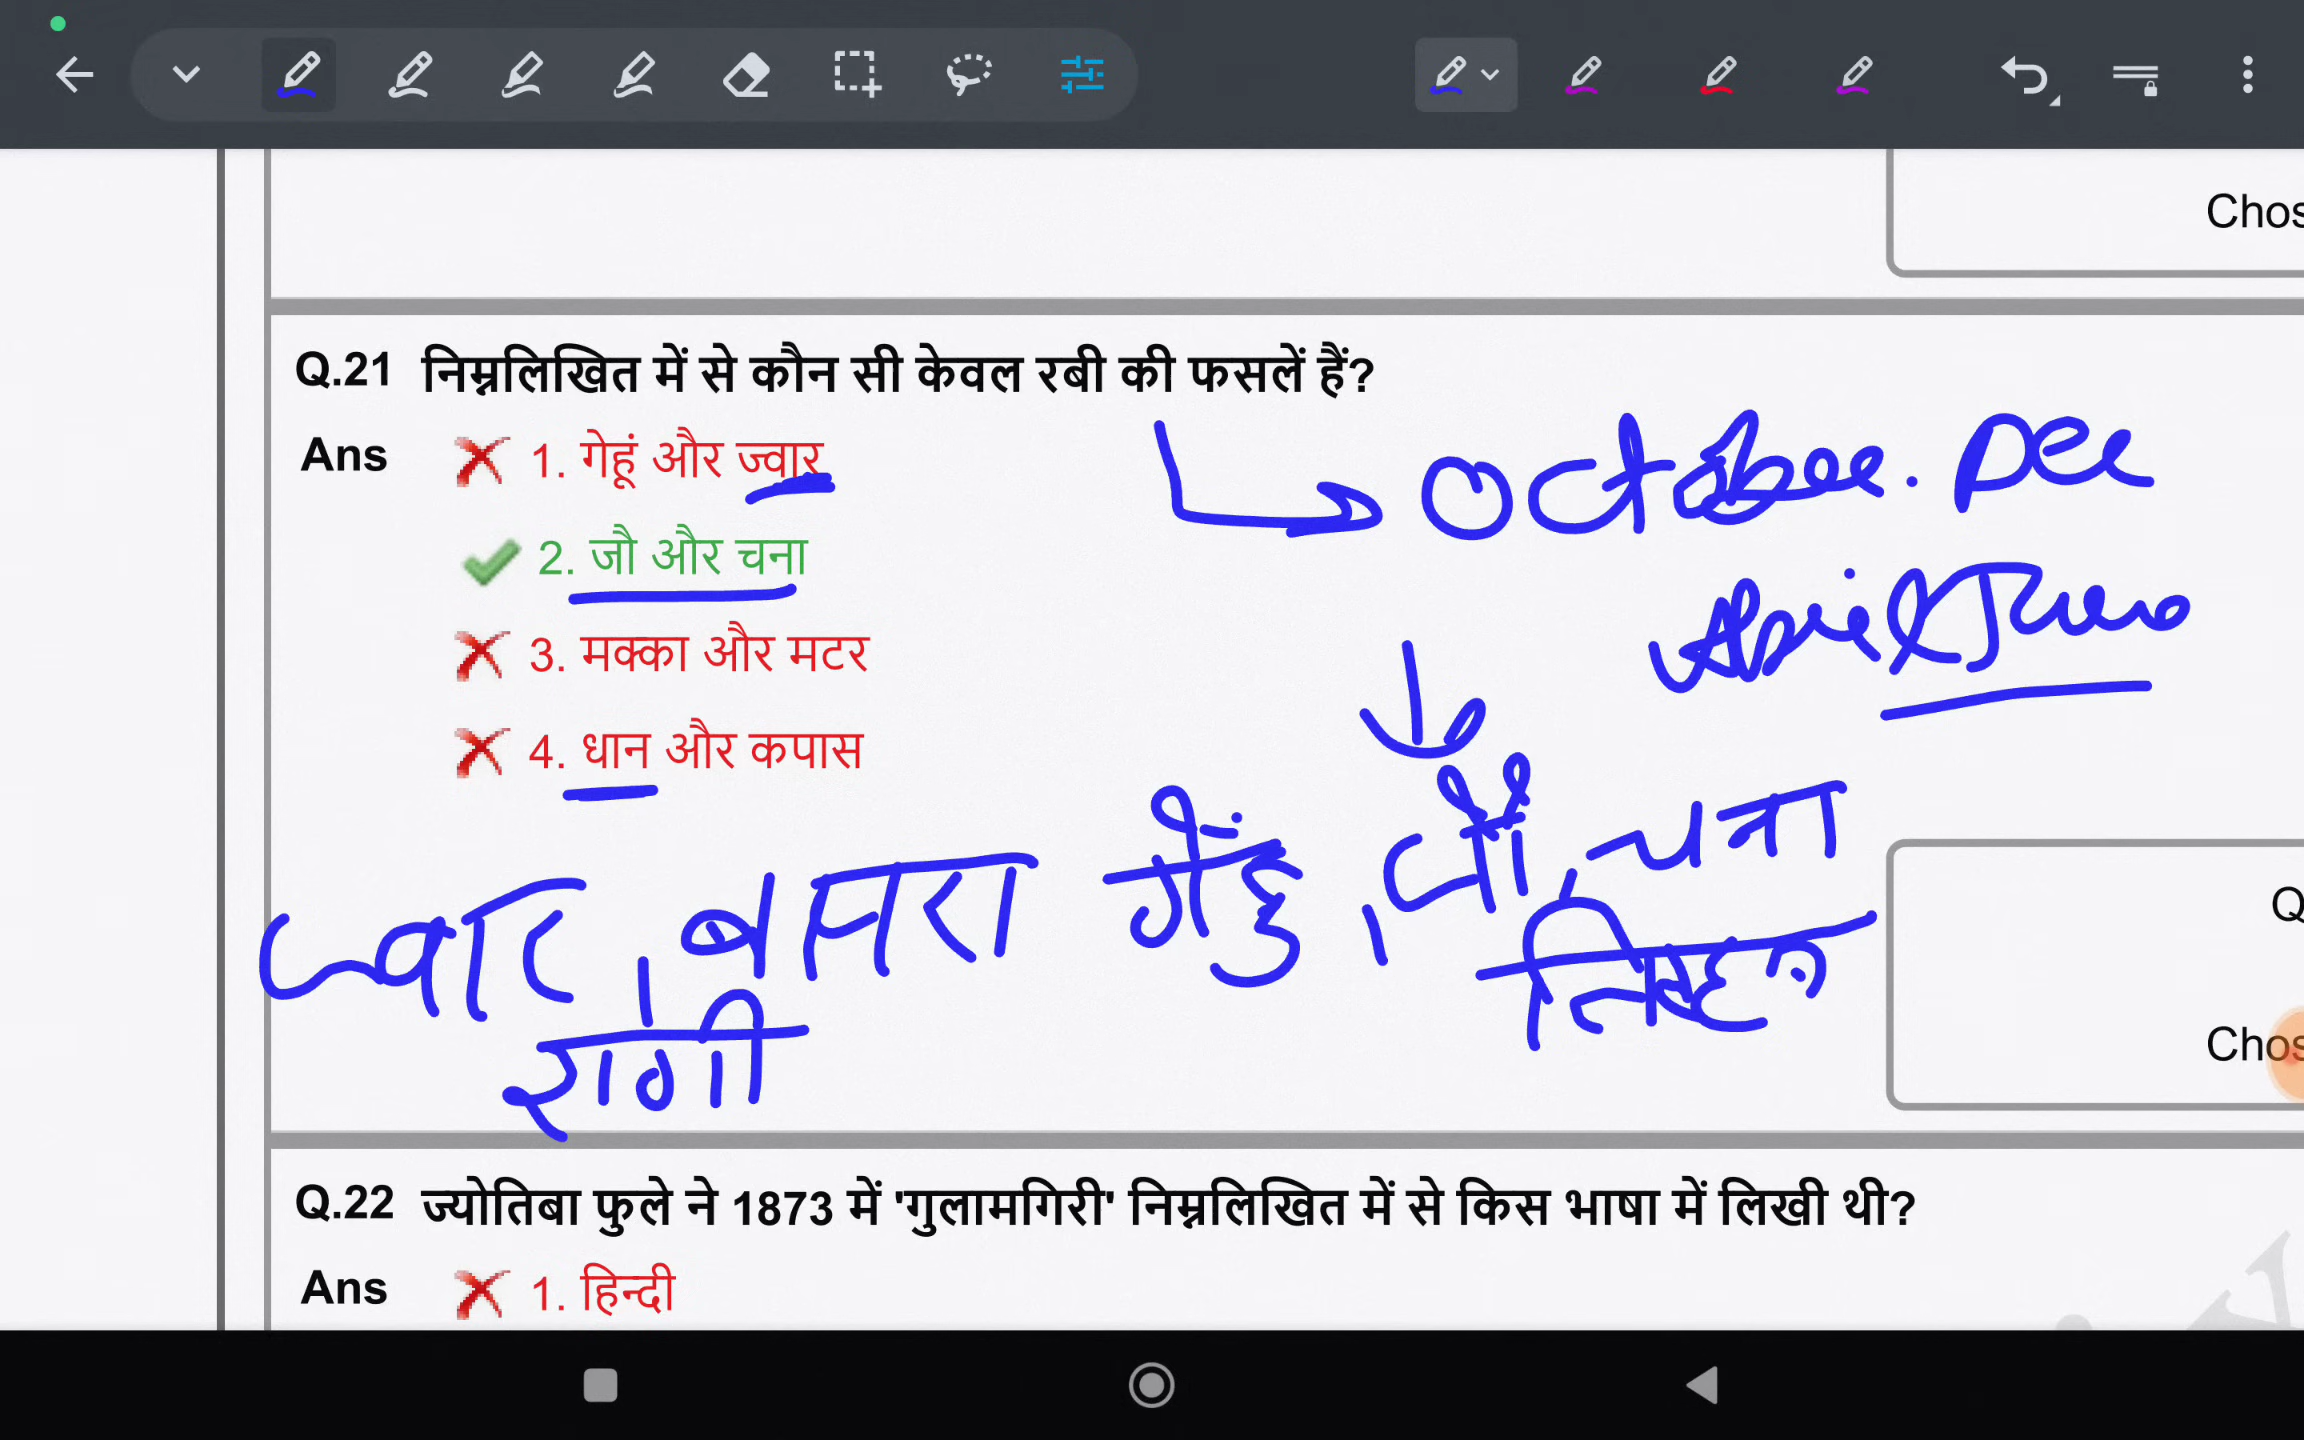 Chos
Q.21 निम्नलिखित में से कौन सी केवल रबी की फसलें हैं?
Ans 1. गेहूं और ज्वार
october. Dec
2. जौ और चना
April June
3. मक्का और मटर
4. धान और कपास
ज्वार, बाजरा गेंहु, जौ, चना
रागी तिलहन
Q
Chos
Q.22 ज्योतिबा फुले ने 1873 में 'गुलामगिरी' निम्नलिखित में से किस भाषा में लिखी थी?
Ans 1. हिन्दी